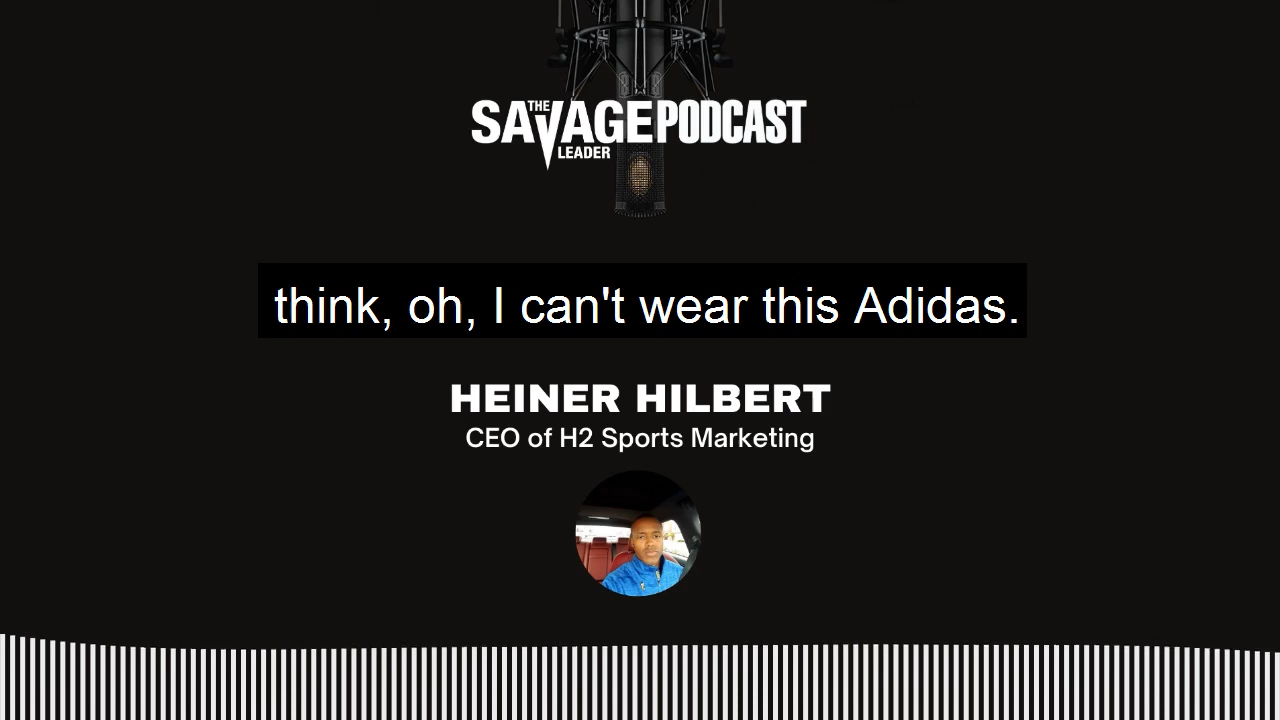 THE
SAVAGE PODCAST
LEADER
think, oh, I can't wear this Adidas.
HEINER HILBERT
CEO of H2 Sports Marketing